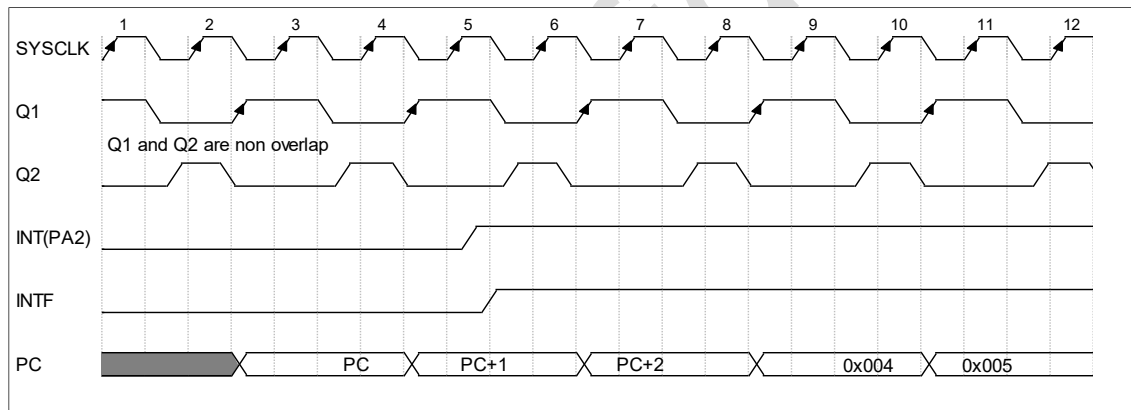 1 2 3 4 5 6 7 8 9 10 11 12
SYSCLK
Q1
Q1 and Q2 are non overlap
Q2
INT(PA2)
INTF
PC PC PC+1 PC+2 0x004 0x005